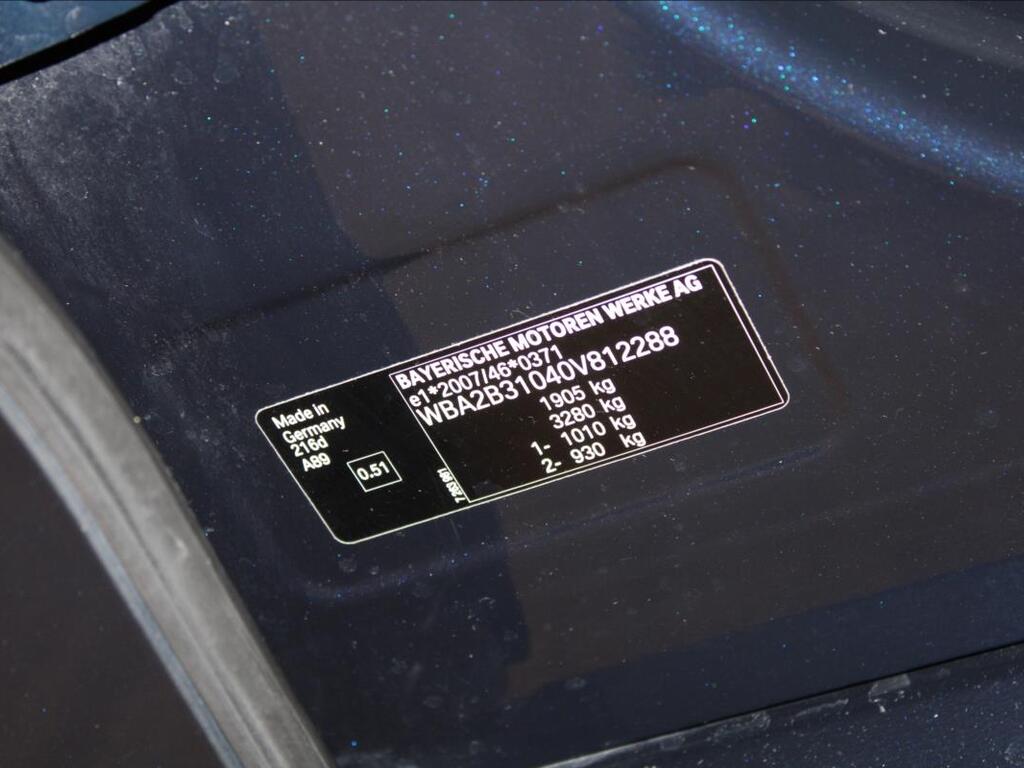 Made in
Germany
216d
A89
0.51
BAYERISCHE MOTOREN WERKE AG
e1*2007/46*0371
WBA2B31040V812288
1905 kg
3280 kg
1- 1010 kg
2- 930 kg